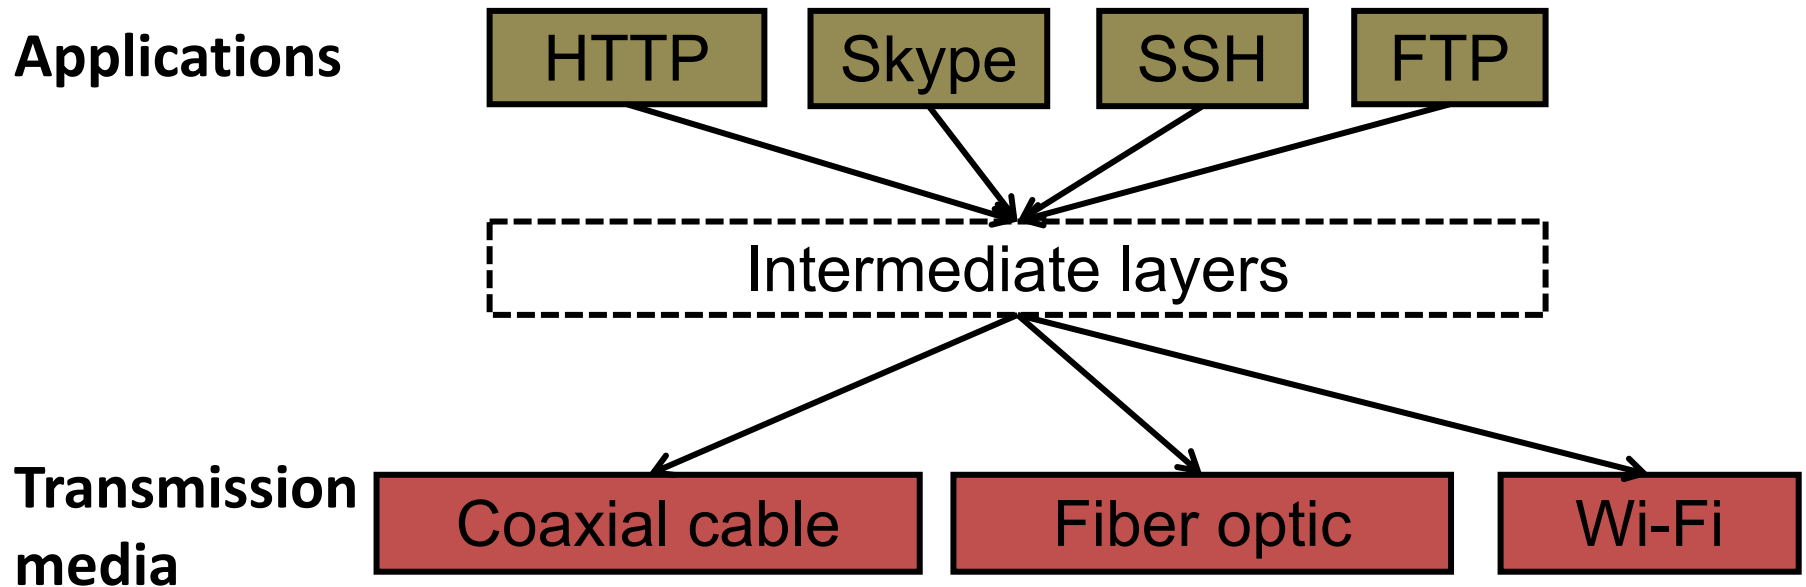 Applications
HTTP
Skype
SSH
FTP
Intermediate layers
Transmission
media
Coaxial cable
Fiber optic
Wi-Fi